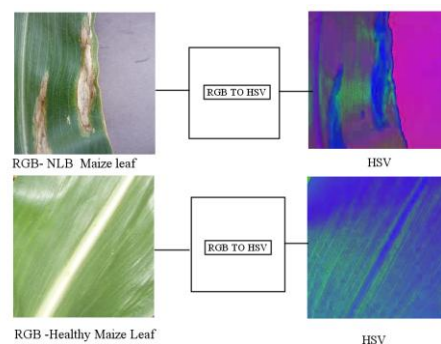 RGB TO HSV
RGB- NLB Maize leaf
HSV
RGB TO HSV
RGB -Healthy Maize Leaf
HSV